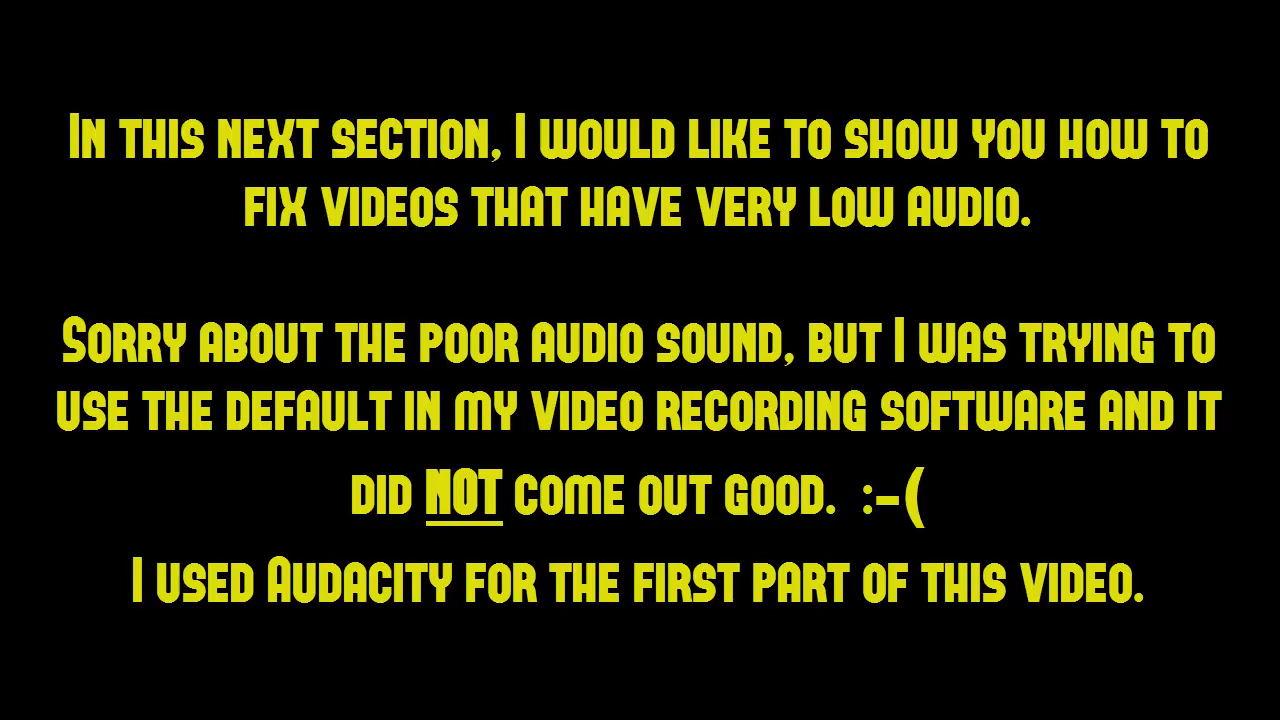 In this next section, I would like to show you how to
fix videos that have very low audio.
Sorry about the poor audio sound, but I was trying to
use the default in my video recording software and it
did NOT come out good. :-(
I used Audacity for the first part of this video.